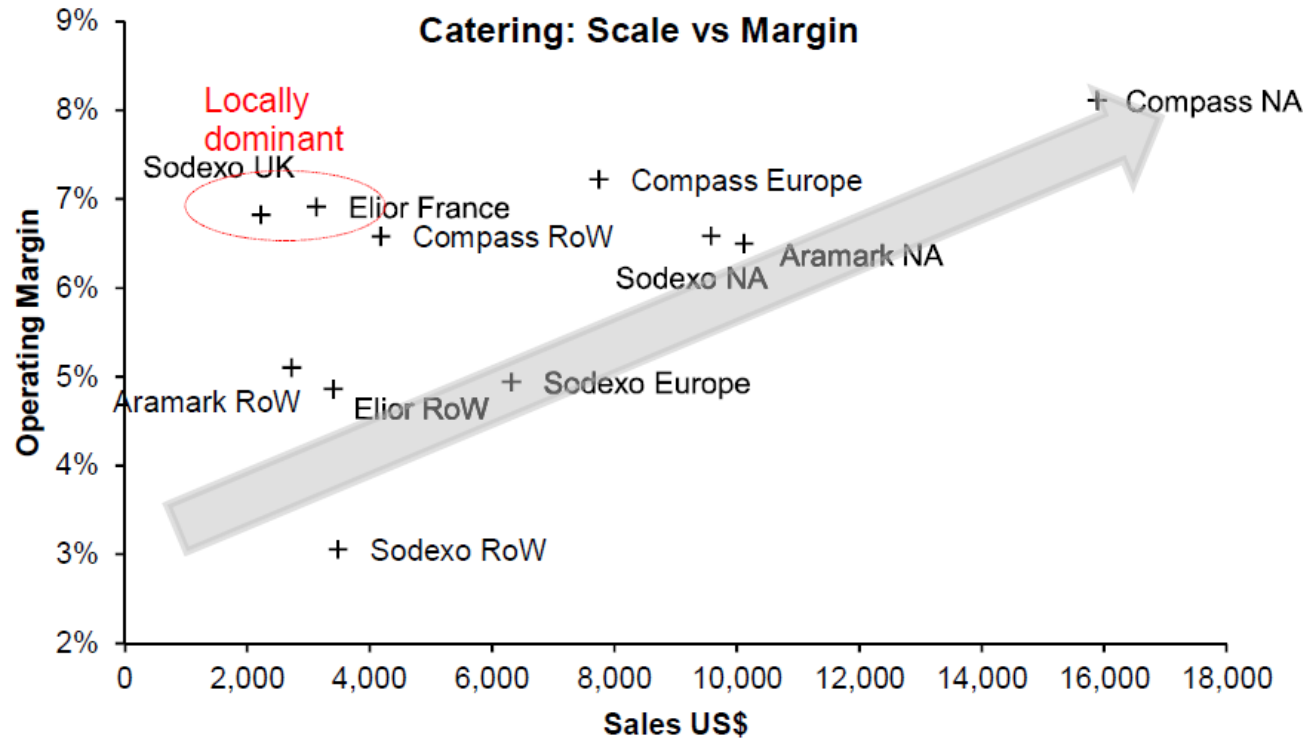 Catering: Scale vs Margin
9%
8%
7%
6%
5%
4%
3%
2%
Operating Margin
Locally
dominant
Sodexo UK
Elior France
Compass RoW
Compass Europe
Compass NA
Sodexo NA
Aramark NA
Aramark RoW
Elior RoW
Sodexo Europe
Sodexo RoW
0
2,000
4,000
6,000
8,000
10,000
12,000
14,000
16,000
18,000
Sales US$